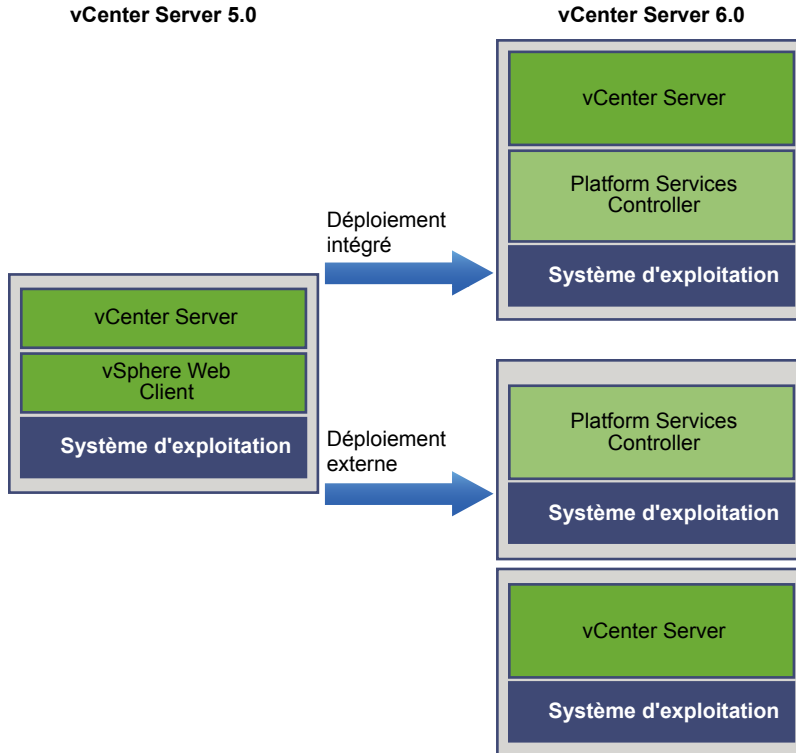 vCenter Server 5.0
vCenter Server 6.0
vCenter Server
Platform Services
Controller
Système d'exploitation
Déploiement
intégré
vCenter Server
vSphere Web
Client
Système d'exploitation
Déploiement
externe
Platform Services
Controller
Système d'exploitation
vCenter Server
Système d'exploitation